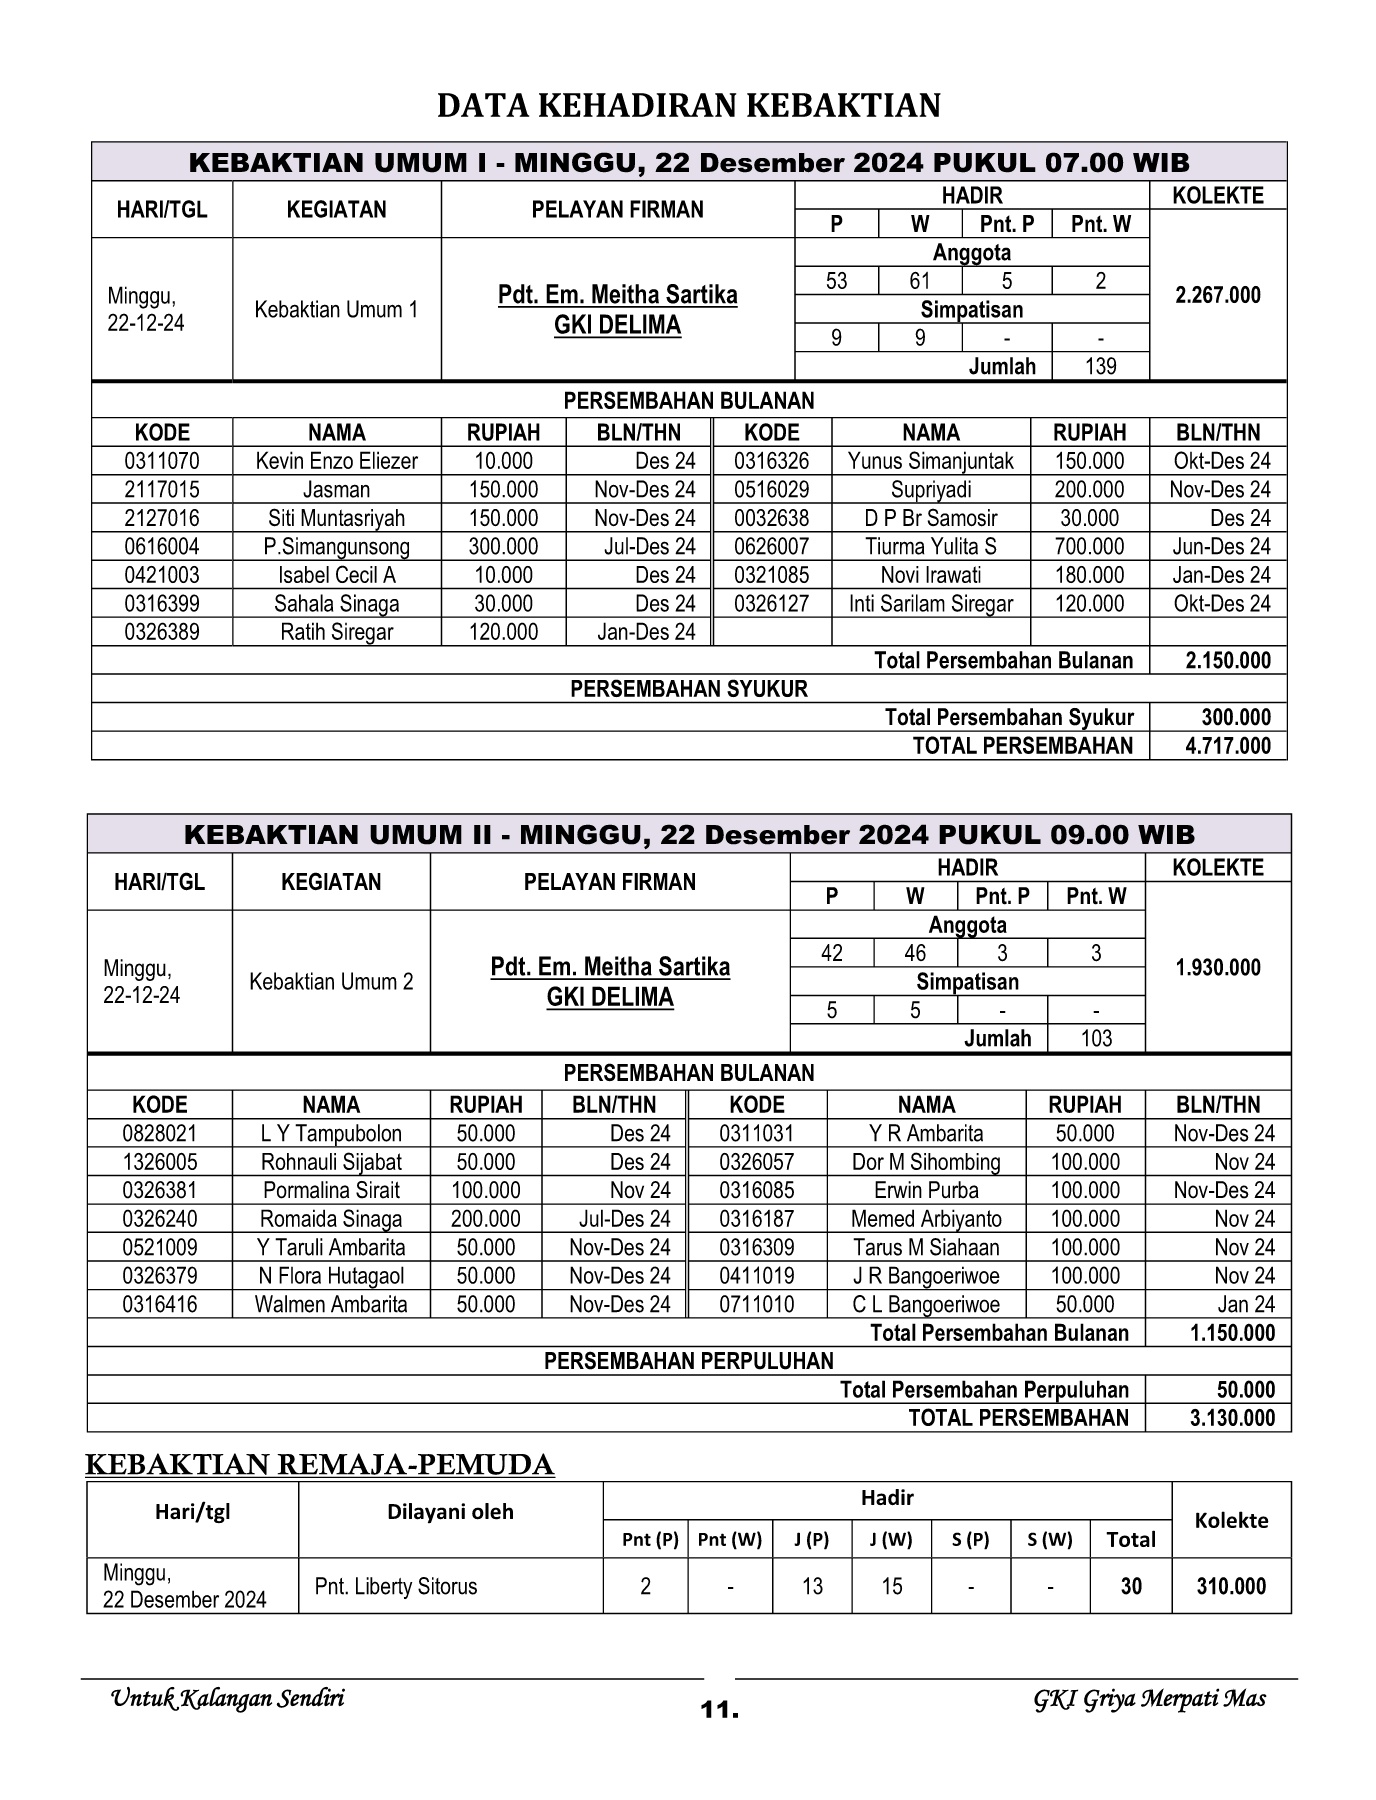 DATA KEHADIRAN KEBAKTIAN
KEBAKTIAN UMUM I - MINGGU, 22 Desember 2024 PUKUL 07.00 WIB
HARI/TGL KEGIATAN PELAYAN FIRMAN HADIR KOLEKTE
P W Pnt. P Pnt. W
Minggu,
22-12-24
Kebaktian Umum 1
Pdt. Em. Meitha Sartika
GKI DELIMA
Anggota
53 61 5 2
Simpatisan
9 9 - -
Jumlah 139
2.267.000
PERSEMBAHAN BULANAN
KODE NAMA RUPIAH BLN/THN KODE NAMA RUPIAH BLN/THN
0311070 Kevin Enzo Eliezer 10.000 Des 24 0316326 Yunus Simanjuntak 150.000 Okt-Des 24
2117015 Jasman 150.000 Nov-Des 24 0516029 Supriyadi 200.000 Nov-Des 24
2127016 Siti Muntasriyah 150.000 Nov-Des 24 0032638 D P Br Samosir 30.000 Des 24
0616004 P.Simangunsong 300.000 Jul-Des 24 0626007 Tiurma Yulita S 700.000 Jun-Des 24
0421003 Isabel Cecil A 10.000 Des 24 0321085 Novi Irawati 180.000 Jan-Des 24
0316399 Sahala Sinaga 30.000 Des 24 0326127 Inti Sarilam Siregar 120.000 Okt-Des 24
0326389 Ratih Siregar 120.000 Jan-Des 24
Total Persembahan Bulanan 2.150.000
PERSEMBAHAN SYUKUR
Total Persembahan Syukur 300.000
TOTAL PERSEMBAHAN 4.717.000
KEBAKTIAN UMUM II - MINGGU, 22 Desember 2024 PUKUL 09.00 WIB
HARI/TGL KEGIATAN PELAYAN FIRMAN HADIR KOLEKTE
P W Pnt. P Pnt. W
Minggu,
22-12-24
Kebaktian Umum 2
Pdt. Em. Meitha Sartika
GKI DELIMA
Anggota
42 46 3 3
Simpatisan
5 5 - -
Jumlah 103
1.930.000
PERSEMBAHAN BULANAN
KODE NAMA RUPIAH BLN/THN KODE NAMA RUPIAH BLN/THN
0828021 L Y Tampubolon 50.000 Des 24 0311031 Y R Ambarita 50.000 Nov-Des 24
1326005 Rohnauli Sijabat 50.000 Des 24 0326057 Dor M Sihombing 100.000 Nov 24
0326381 Pormalina Sirait 100.000 Nov 24 0316085 Erwin Purba 100.000 Nov-Des 24
0326240 Romaida Sinaga 200.000 Jul-Des 24 0316187 Memed Arbiyanto 100.000 Nov 24
0521009 Y Taruli Ambarita 50.000 Nov-Des 24 0316309 Tarus M Siahaan 100.000 Nov 24
0326379 N Flora Hutagaol 50.000 Nov-Des 24 0411019 J R Bangoeriwoe 100.000 Nov 24
0316416 Walmen Ambarita 50.000 Nov-Des 24 0711010 C L Bangoeriwoe 50.000 Jan 24
Total Persembahan Bulanan 1.150.000
PERSEMBAHAN PERPULUHAN
Total Persembahan Perpuluhan 50.000
TOTAL PERSEMBAHAN 3.130.000
KEBAKTIAN REMAJA-PEMUDA
Hari/tgl Dilayani oleh Hadir Kolekte
Pnt (P) Pnt (W) J (P) J (W) S (P) S (W) Total
Minggu,
22 Desember 2024
Pnt. Liberty Sitorus 2 - 13 15 - - 30 310.000
Untuk Kalangan Sendiri 11. GKI Griya Merpati Mas